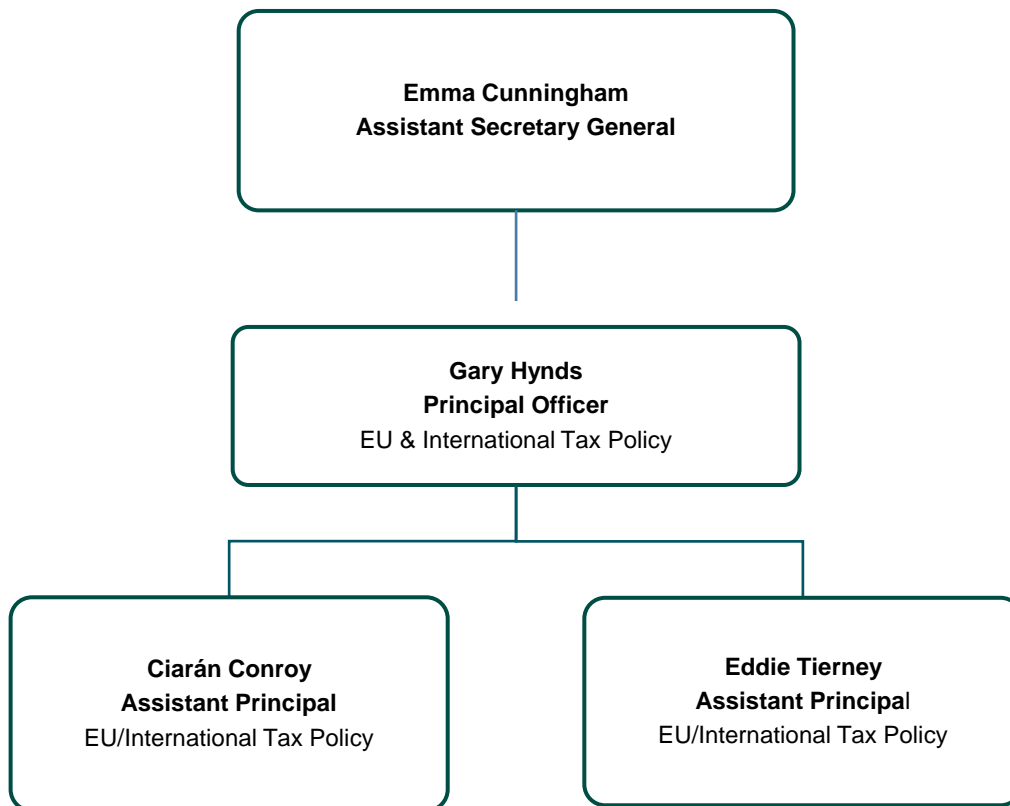 Emma Cunningham
Assistant Secretary General
Gary Hynds
Principal Officer
EU & International Tax Policy
Ciarán Conroy
Assistant Principal
EU/International Tax Policy
Eddie Tierney
Assistant Principal
EU/International Tax Policy